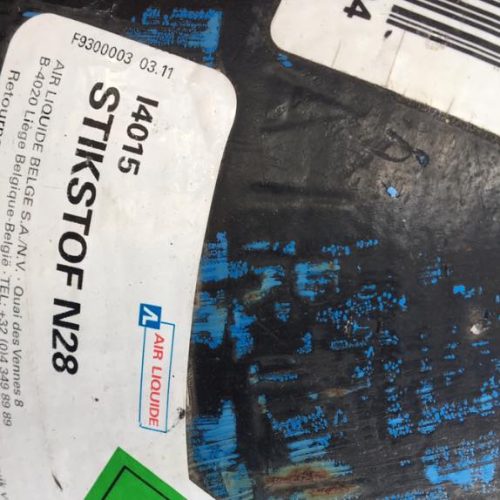 F9300003 03.11
I4015
STIKSTOF N28
AIR LIQUIDE
AIR LIQUIDE BELGE S.A./N.V. · Quai des Vennes 8
B-4020 Liège Belgique-België · TEL: +32 (0)4 349 89 89
4